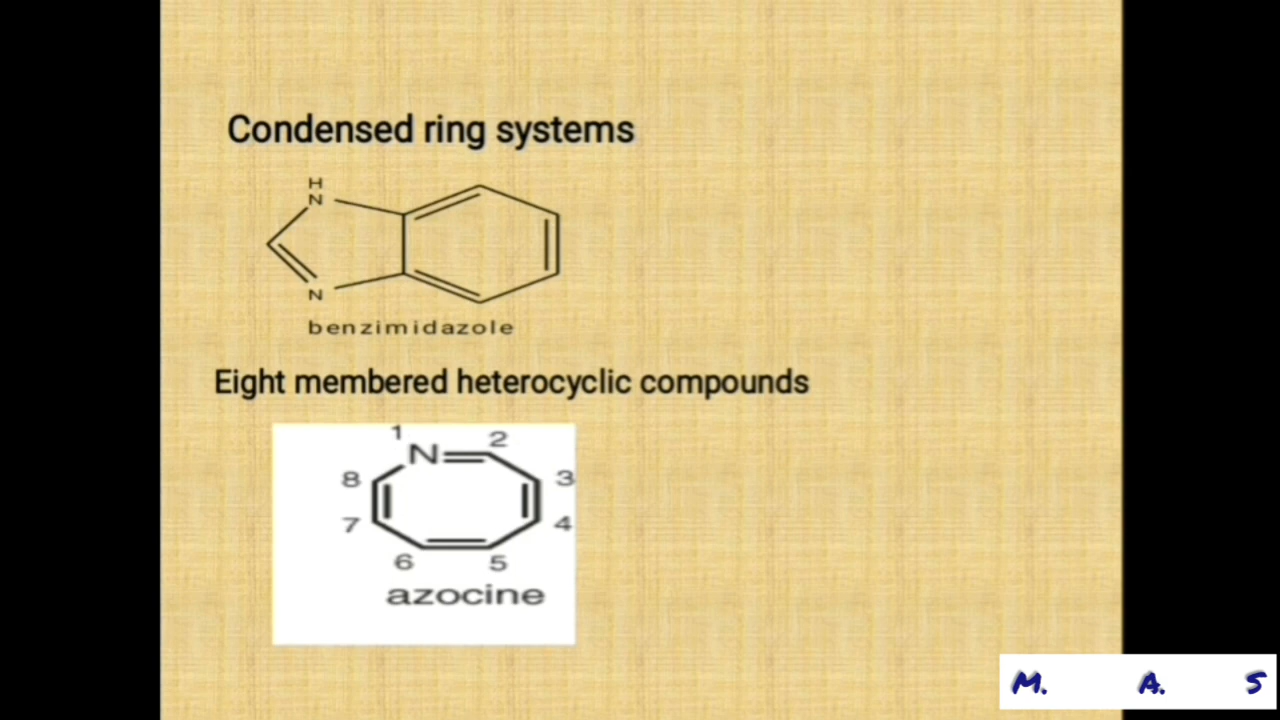 Condensed ring systems
H
N
N
benzimidazole
Eight membered heterocyclic compounds
1
2
N
8
3
7
4
6
5
azocine
M. A. S